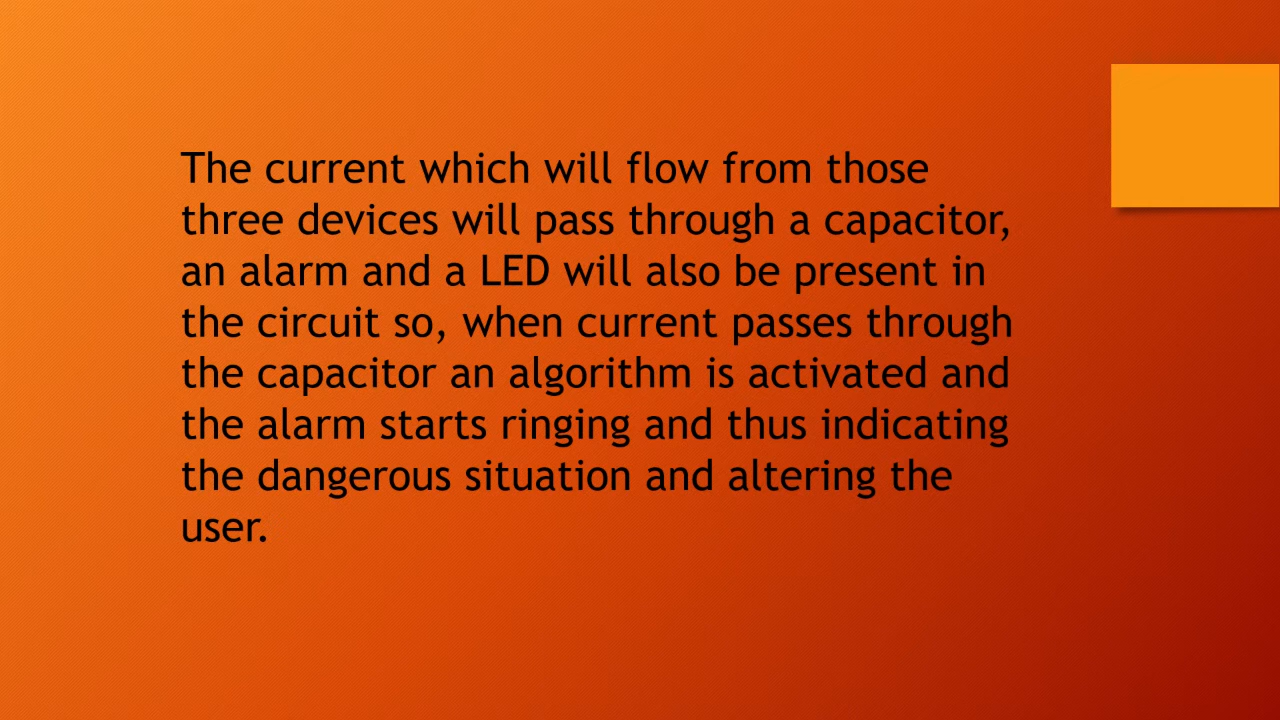 The current which will flow from those
three devices will pass through a capacitor,
an alarm and a LED will also be present in
the circuit so, when current passes through
the capacitor an algorithm is activated and
the alarm starts ringing and thus indicating
the dangerous situation and altering the
user.